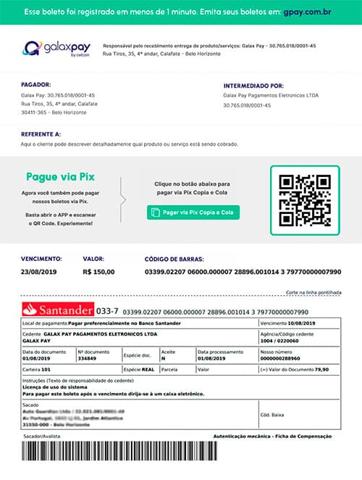 Esse boleto foi registrado em menos de 1 minuto. Emita seus boletos em: gpay.com.br
galaxpay
by celcoin
Responsável pelo recebimento entrega de produto/serviços: Galax Pay - 30.765.018/0001-45
Rua Tiros, 35, 4º andar, Calafate - Belo Horizonte
PAGADOR:
Galax Pay: 30.765.018/0001-45
Rua Tiros, 35, 4º andar, Calafate
30411-365 - Belo Horizonte
INTERMEDIADO POR:
Galax Pay Pagamentos Eletronicos LTDA
30.765.018/0001-45
REFERENTE A:
Aqui o cliente pode descrever detalhadamente qual produto ou serviço está sendo cobrado.
Pague via Pix
Agora você também pode pagar
nossos boletos via Pix.
Basta abrir o APP e escanear
o QR Code. Experimente!
Clique no botão abaixo para
pagar via Pix Copia e Cola
Pagar via Pix Copia e Cola
VENCIMENTO:
23/08/2019
VALOR:
R$ 150,00
CÓDIGO DE BARRAS:
03399.02207 06000.000007 28896.001014 3 79770000007990
Corte na linha pontilhada
Santander 033-7 03399.02207 06000.000007 28896.001014 3 79770000007990
Local de pagamento Pagar preferencialmente no Banco Santander
Vencimento 10/08/2019
Cedente GALAX PAY PAGAMENTOS ELETRONICOS LTDA
GALAX PAY
Agência/Código cedente
1004 / 0220060
Data do documento
01/08/2019
Nº documento
334849
Espécie doc.
Aceite
N
Data processamento
01/08/2019
Nosso número
0000000288960
Carteira 101
Espécie REAL
Parcela
Valor
(=) Valor do Documento 79,90
Instruções (Texto de responsabilidade do cedente)
Licença de uso do sistema
Para pagar este boleto após o vencimento dirija-se à um caixa eletrônico.
Sacado
31550-000 - Belo Horizonte
Cód. Baixa
Sacador/Avalista
Autenticação mecânica - Ficha de Compensação